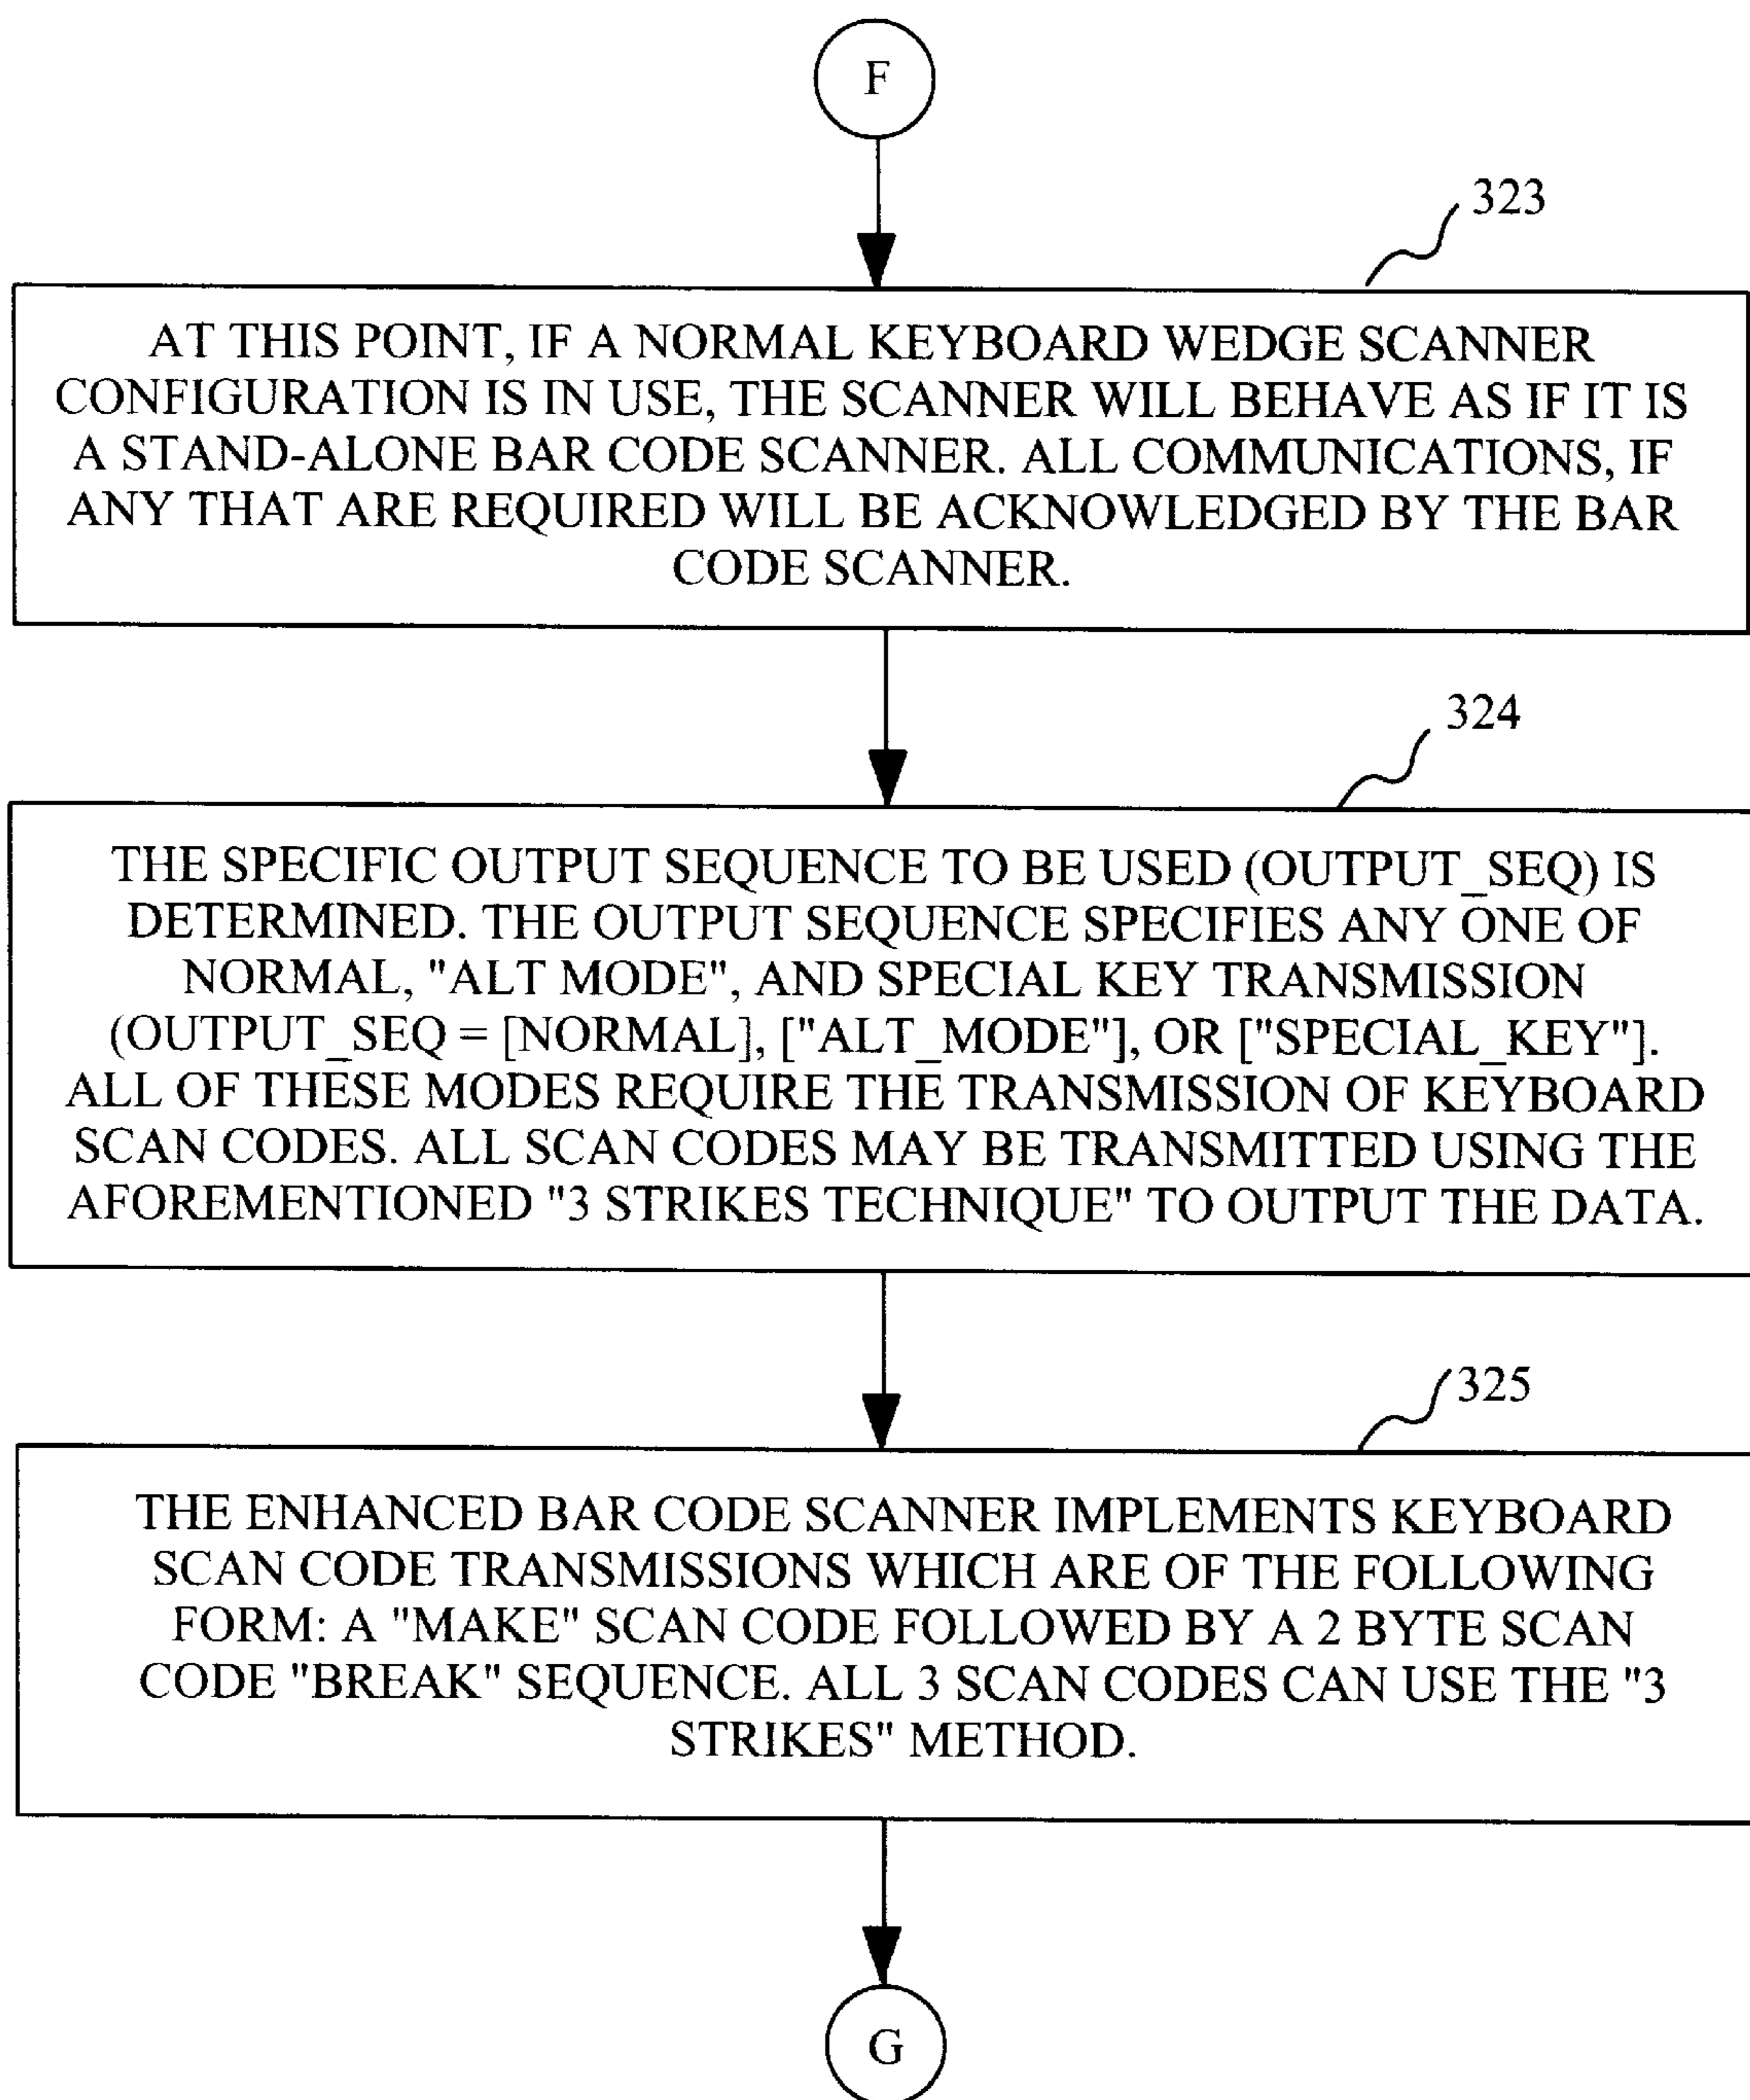 F
323
AT THIS POINT, IF A NORMAL KEYBOARD WEDGE SCANNER
CONFIGURATION IS IN USE, THE SCANNER WILL BEHAVE AS IF IT IS
A STAND-ALONE BAR CODE SCANNER. ALL COMMUNICATIONS, IF
ANY THAT ARE REQUIRED WILL BE ACKNOWLEDGED BY THE BAR
CODE SCANNER.
324
THE SPECIFIC OUTPUT SEQUENCE TO BE USED (OUTPUT_SEQ) IS
DETERMINED. THE OUTPUT SEQUENCE SPECIFIES ANY ONE OF
NORMAL, "ALT MODE", AND SPECIAL KEY TRANSMISSION
(OUTPUT_SEQ = [NORMAL], ["ALT_MODE"], OR ["SPECIAL_KEY"].
ALL OF THESE MODES REQUIRE THE TRANSMISSION OF KEYBOARD
SCAN CODES. ALL SCAN CODES MAY BE TRANSMITTED USING THE
AFOREMENTIONED "3 STRIKES TECHNIQUE" TO OUTPUT THE DATA.
325
THE ENHANCED BAR CODE SCANNER IMPLEMENTS KEYBOARD
SCAN CODE TRANSMISSIONS WHICH ARE OF THE FOLLOWING
FORM: A "MAKE" SCAN CODE FOLLOWED BY A 2 BYTE SCAN
CODE "BREAK" SEQUENCE. ALL 3 SCAN CODES CAN USE THE "3
STRIKES" METHOD.
G